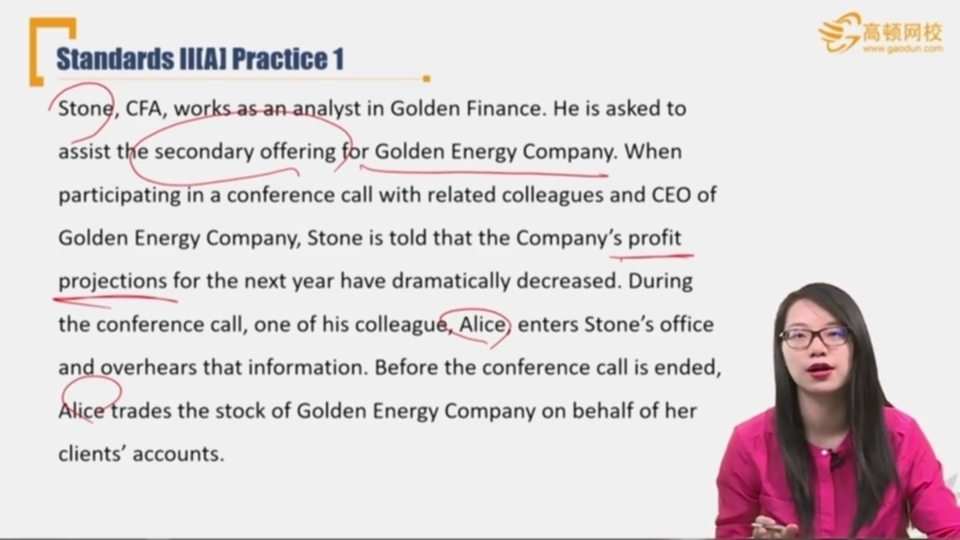 高顿网校
www.gaodun.com
Standards II[A] Practice 1
Stone, CFA, works as an analyst in Golden Finance. He is asked to
assist the secondary offering for Golden Energy Company. When
participating in a conference call with related colleagues and CEO of
Golden Energy Company, Stone is told that the Company's profit
projections for the next year have dramatically decreased. During
the conference call, one of his colleague, Alice, enters Stone's office
and overhears that information. Before the conference call is ended,
Alice trades the stock of Golden Energy Company on behalf of her
clients' accounts.